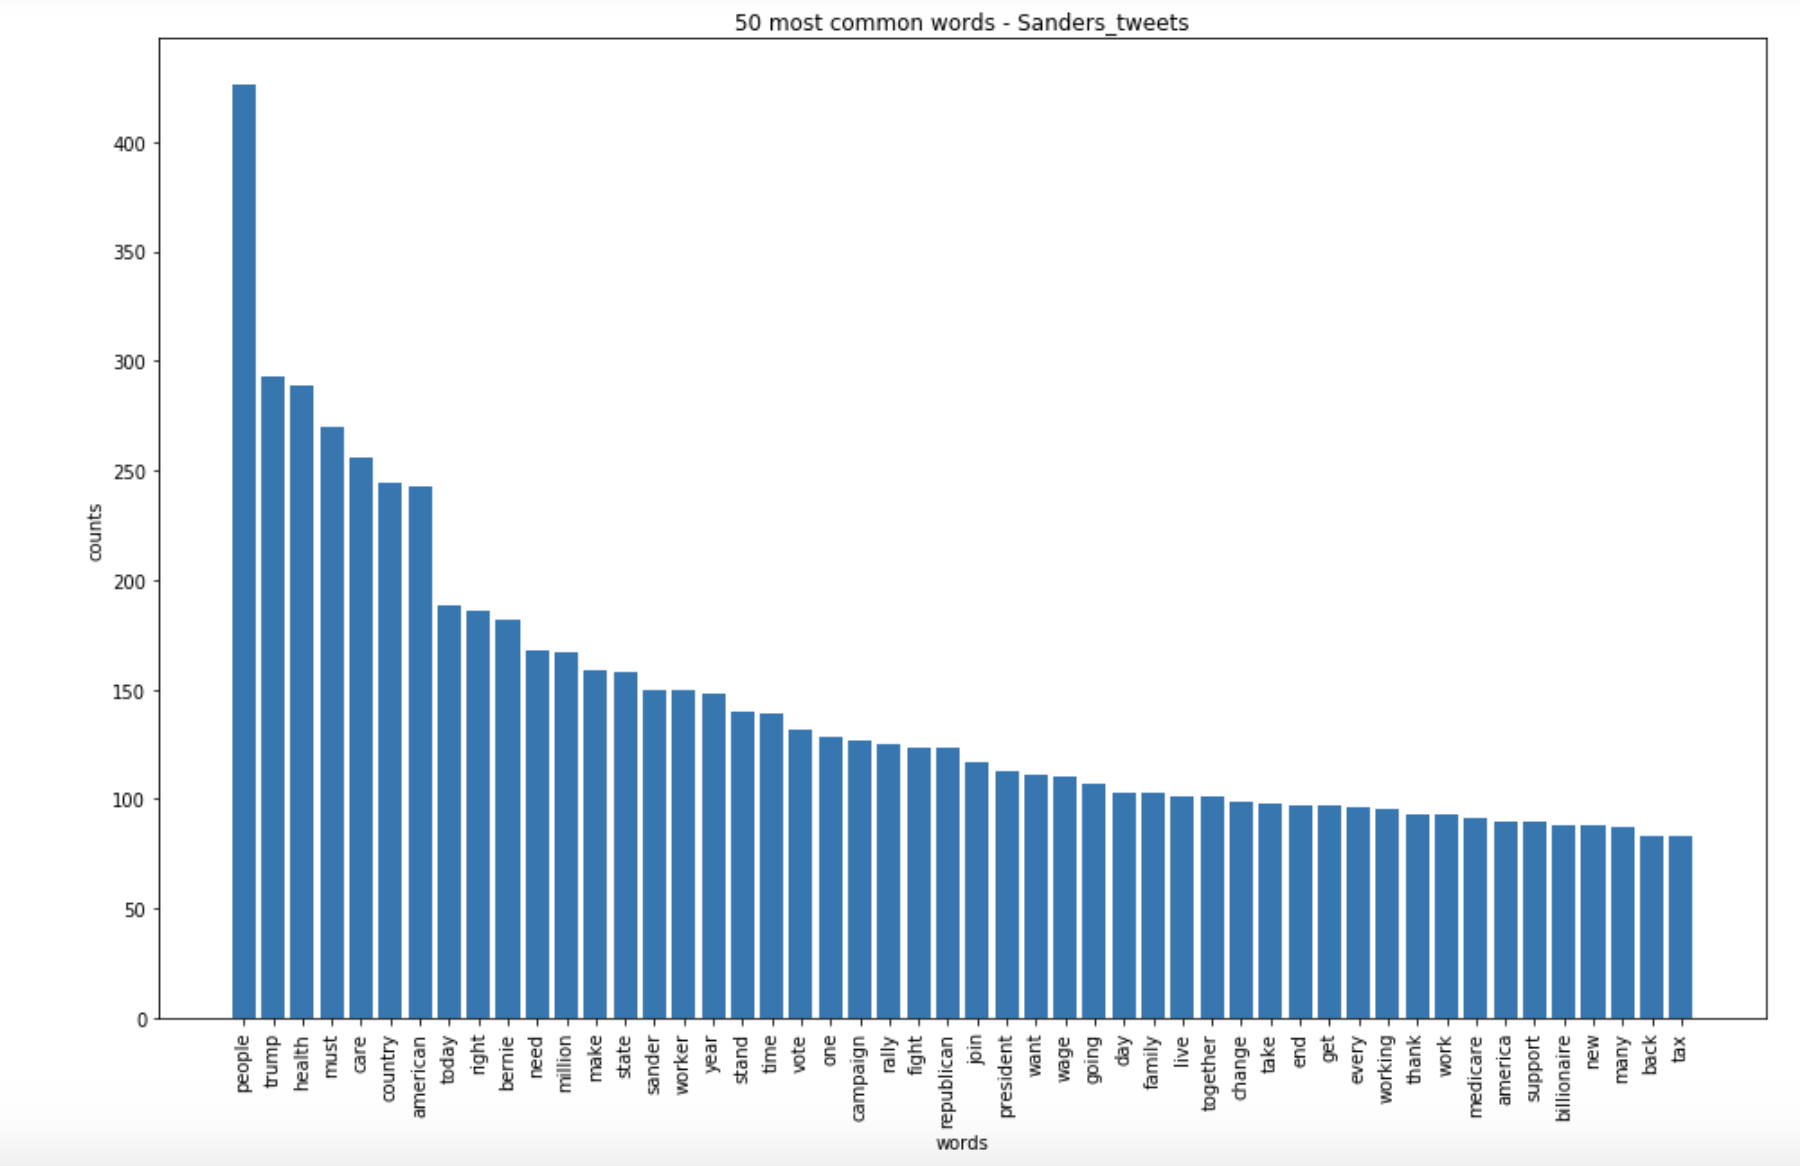 50 most common words - Sanders_tweets
400
350
300
250
200
150
100
50
0
counts
people
trump
health
must
care
country
american
today
right
bernie
need
million
make
state
sander
worker
year
stand
time
vote
one
campaign
rally
fight
republican
join
president
want
wage
going
day
family
live
together
change
take
end
get
every
working
thank
work
medicare
america
support
billionaire
new
many
back
tax
words